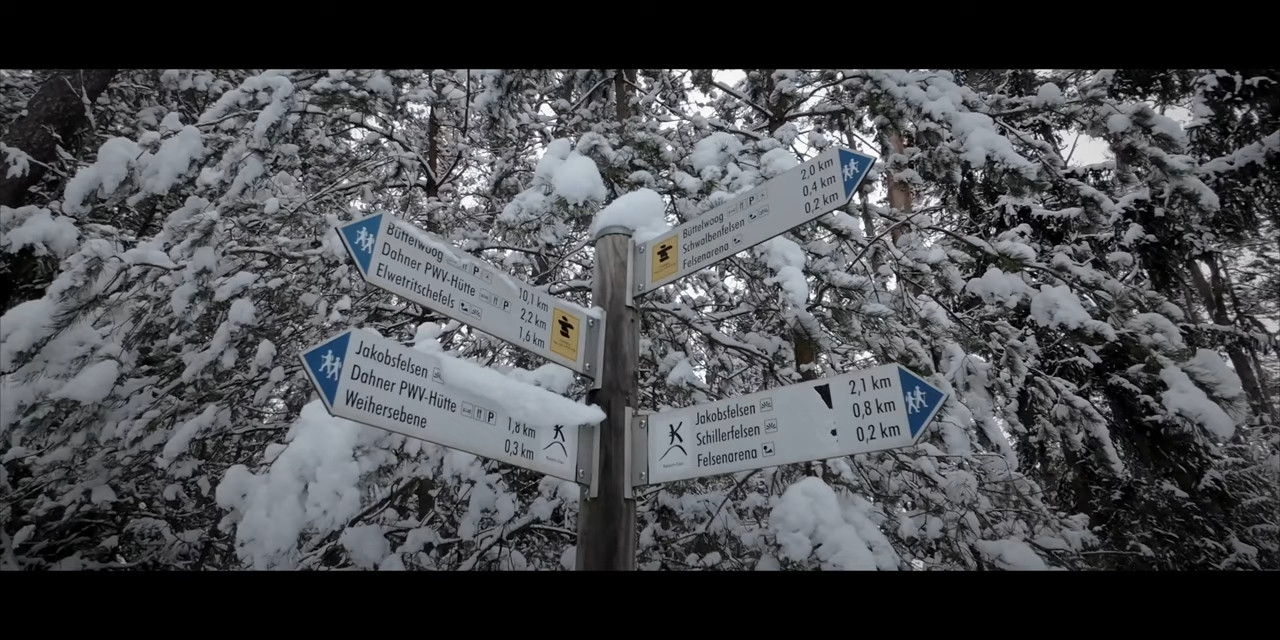 Büttelwoog 10,1 km
Dahner PWV-Hütte 2,2 km
Elwetritschefels 1,6 km
Büttelwoog 2,0 km
Schwalbenfelsen 0,4 km
Felsenarena 0,2 km
Jakobsfelsen
Dahner PWV-Hütte 1,8 km
Weihersebene 0,3 km
Jakobsfelsen 2,1 km
Schillerfelsen 0,8 km
Felsenarena 0,2 km